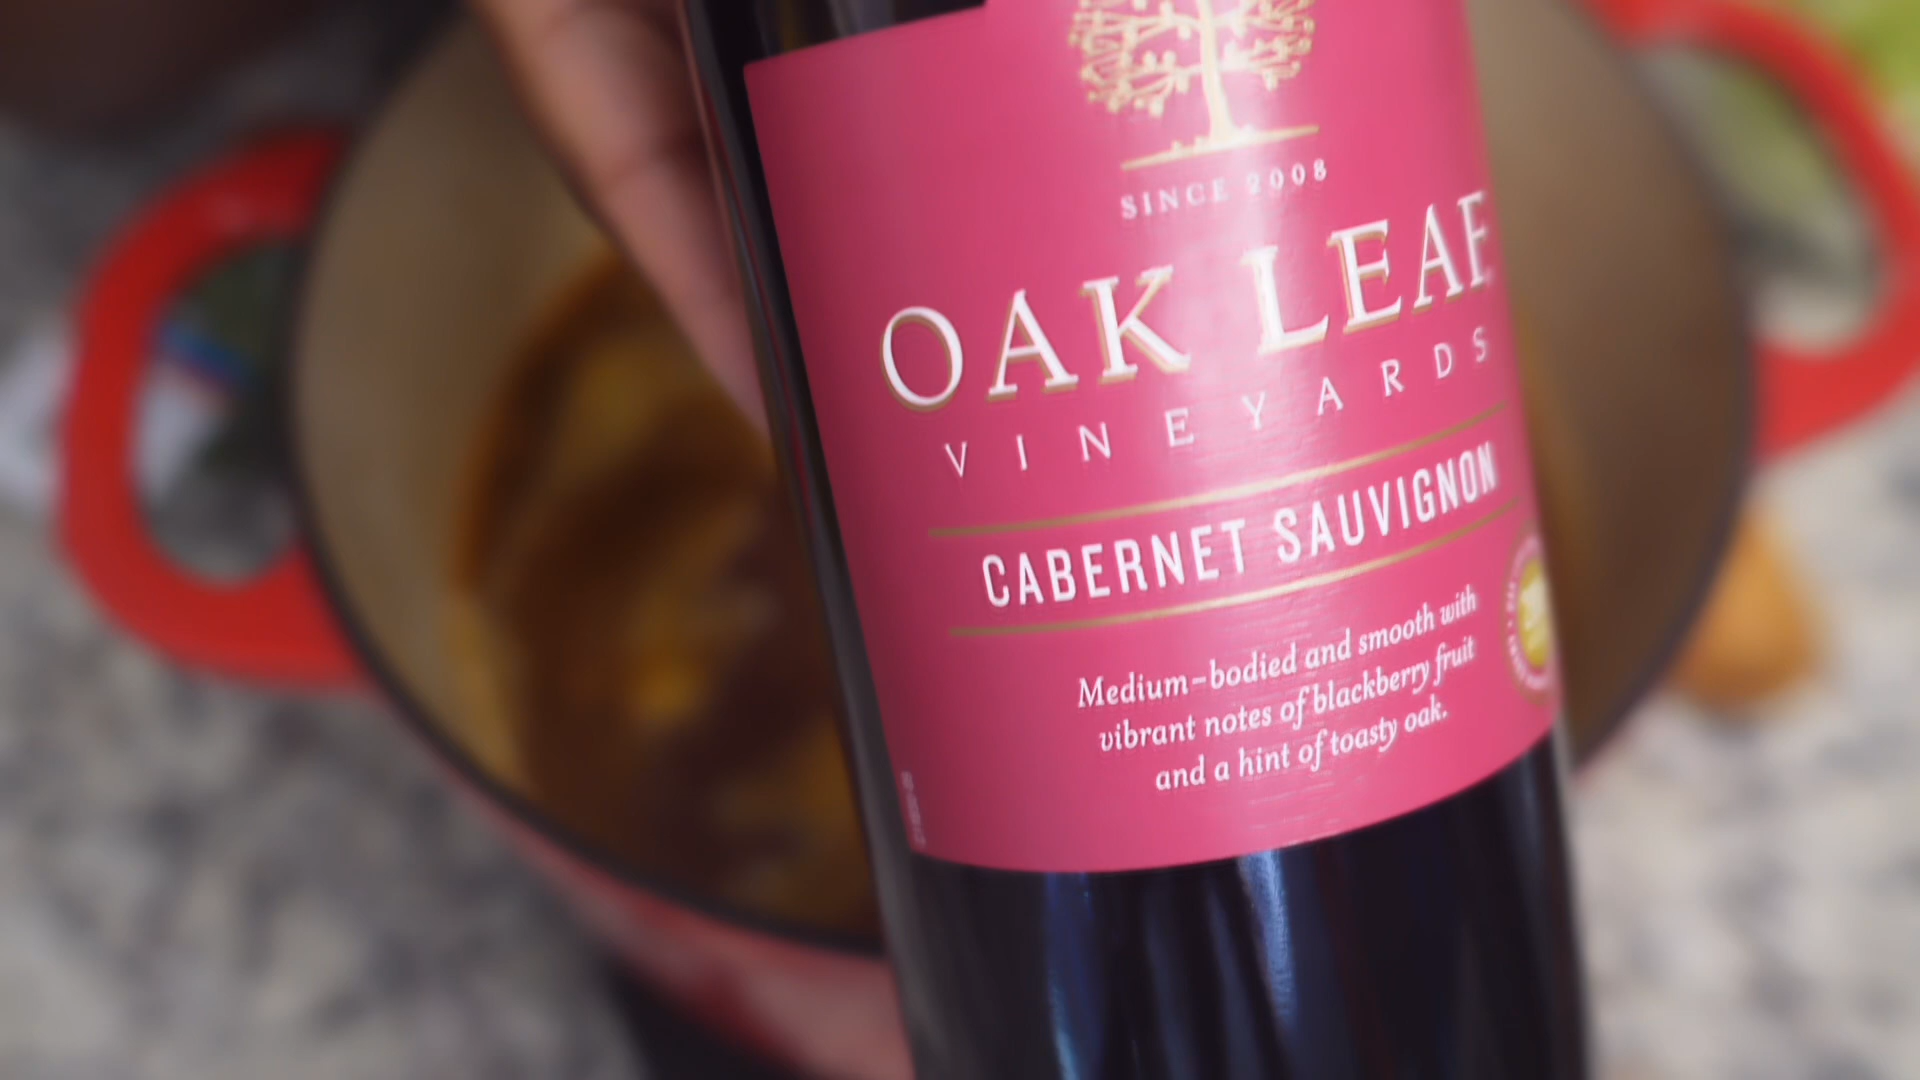 SINCE 2008
OAK LEAF
VINEYARDS
CABERNET SAUVIGNON
Medium-bodied and smooth with
vibrant notes of blackberry fruit
and a hint of toasty oak.